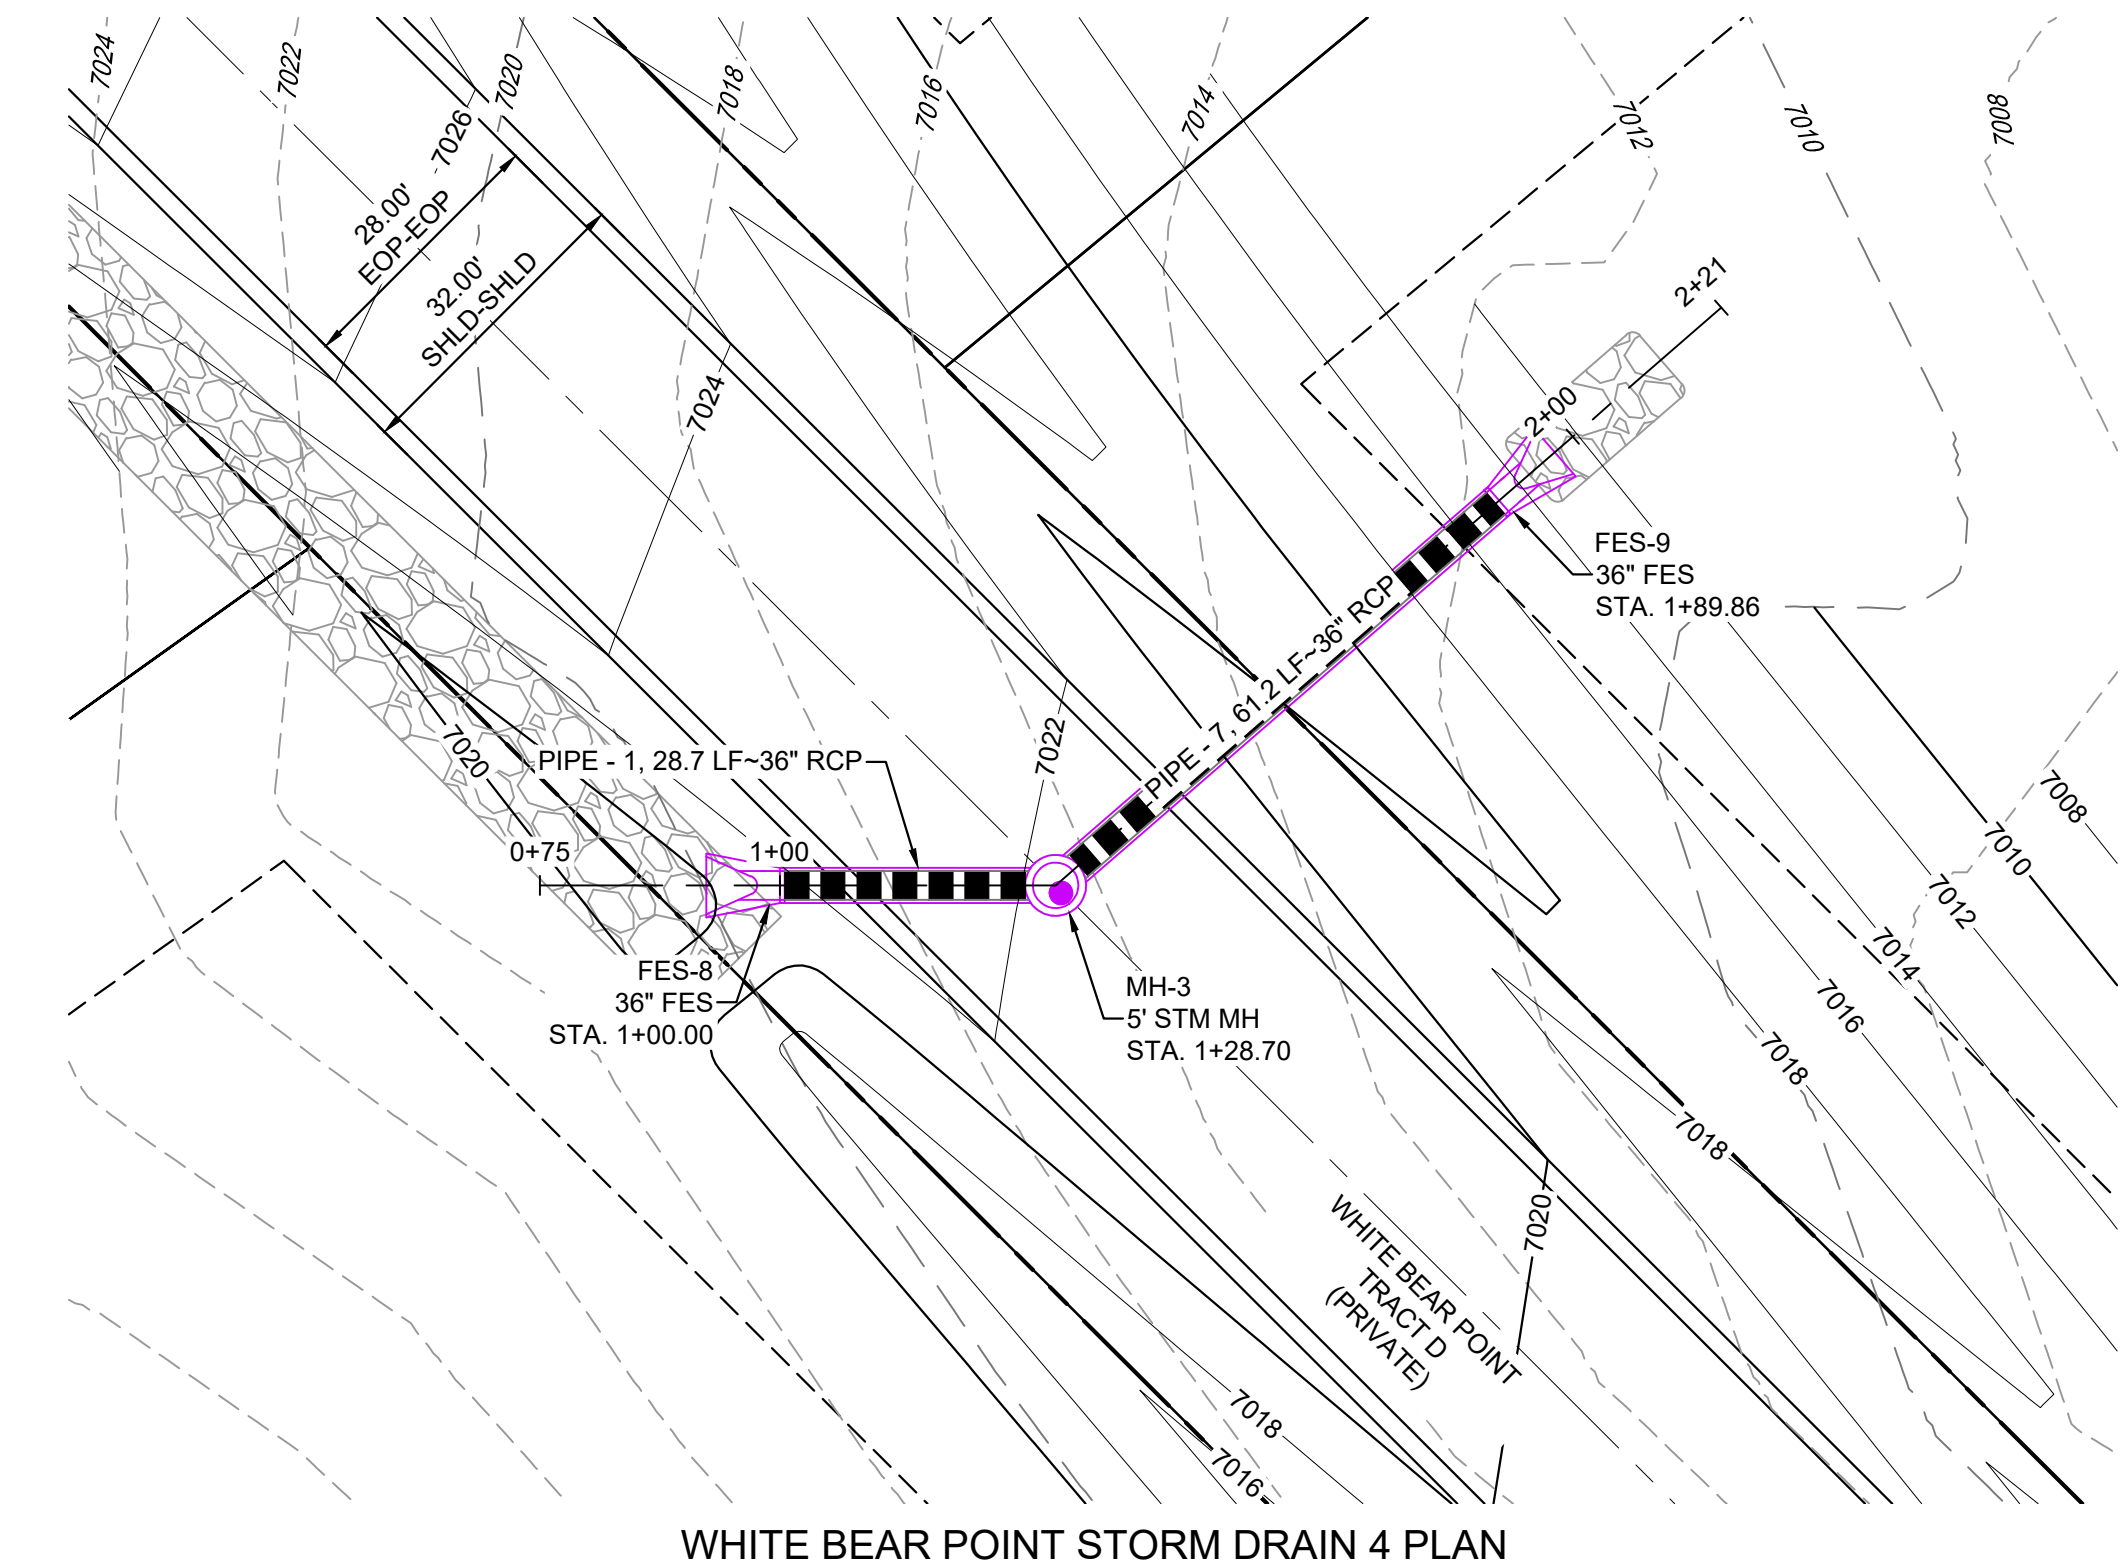 7024
7022
7020
7018
7016
7014
7012
7010
7008
7026
28.00'
EOP-EOP
32.00'
SHLD-SHLD
7024
2+21
2+00
FES-9
36" FES
STA. 1+89.86
PIPE - 7, 61.2 LF~36" RCP
7020
PIPE - 1, 28.7 LF~36" RCP
7022
0+75
1+00
FES-8
36" FES
STA. 1+00.00
MH-3
5' STM MH
STA. 1+28.70
7008
7010
7012
7014
7016
7018
7018
7020
WHITE BEAR POINT
TRACT D
(PRIVATE)
7018
7016
WHITE BEAR POINT STORM DRAIN 4 PLAN